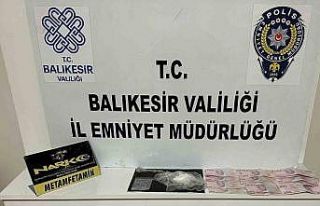 T.C.
BALIKESİR
VALİLİĞİ
POLİS
T.C.
BALIKESİR VALİLİĞİ
İL EMNİYET MÜDÜRLÜĞÜ
NARKO
METAMFETAMİN